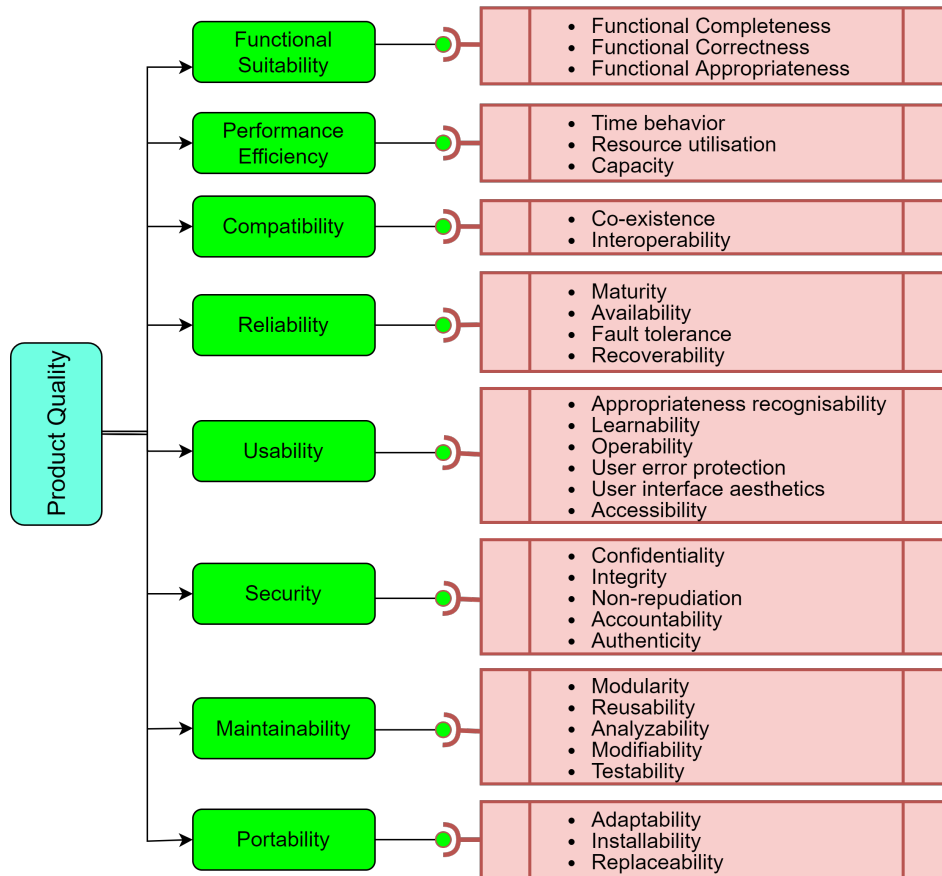 Product Quality
Functional
Suitability
• Functional Completeness
• Functional Correctness
• Functional Appropriateness
Performance
Efficiency
• Time behavior
• Resource utilisation
• Capacity
Compatibility
• Co-existence
• Interoperability
Reliability
• Maturity
• Availability
• Fault tolerance
• Recoverability
Usability
• Appropriateness recognisability
• Learnability
• Operability
• User error protection
• User interface aesthetics
• Accessibility
Security
• Confidentiality
• Integrity
• Non-repudiation
• Accountability
• Authenticity
Maintainability
• Modularity
• Reusability
• Analyzability
• Modifiability
• Testability
Portability
• Adaptability
• Installability
• Replaceability